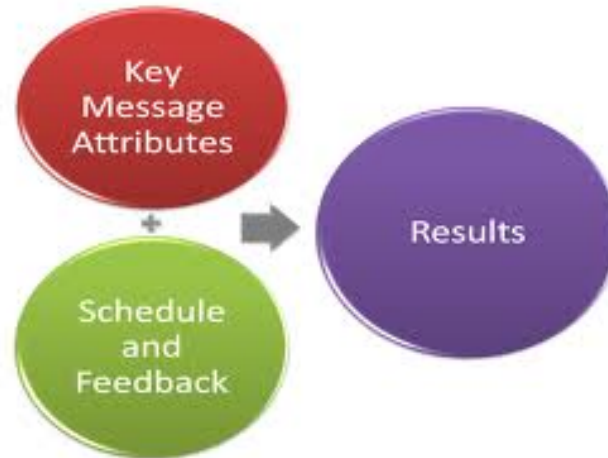 Key
Message
Attributes
+
Schedule
and
Feedback
Results